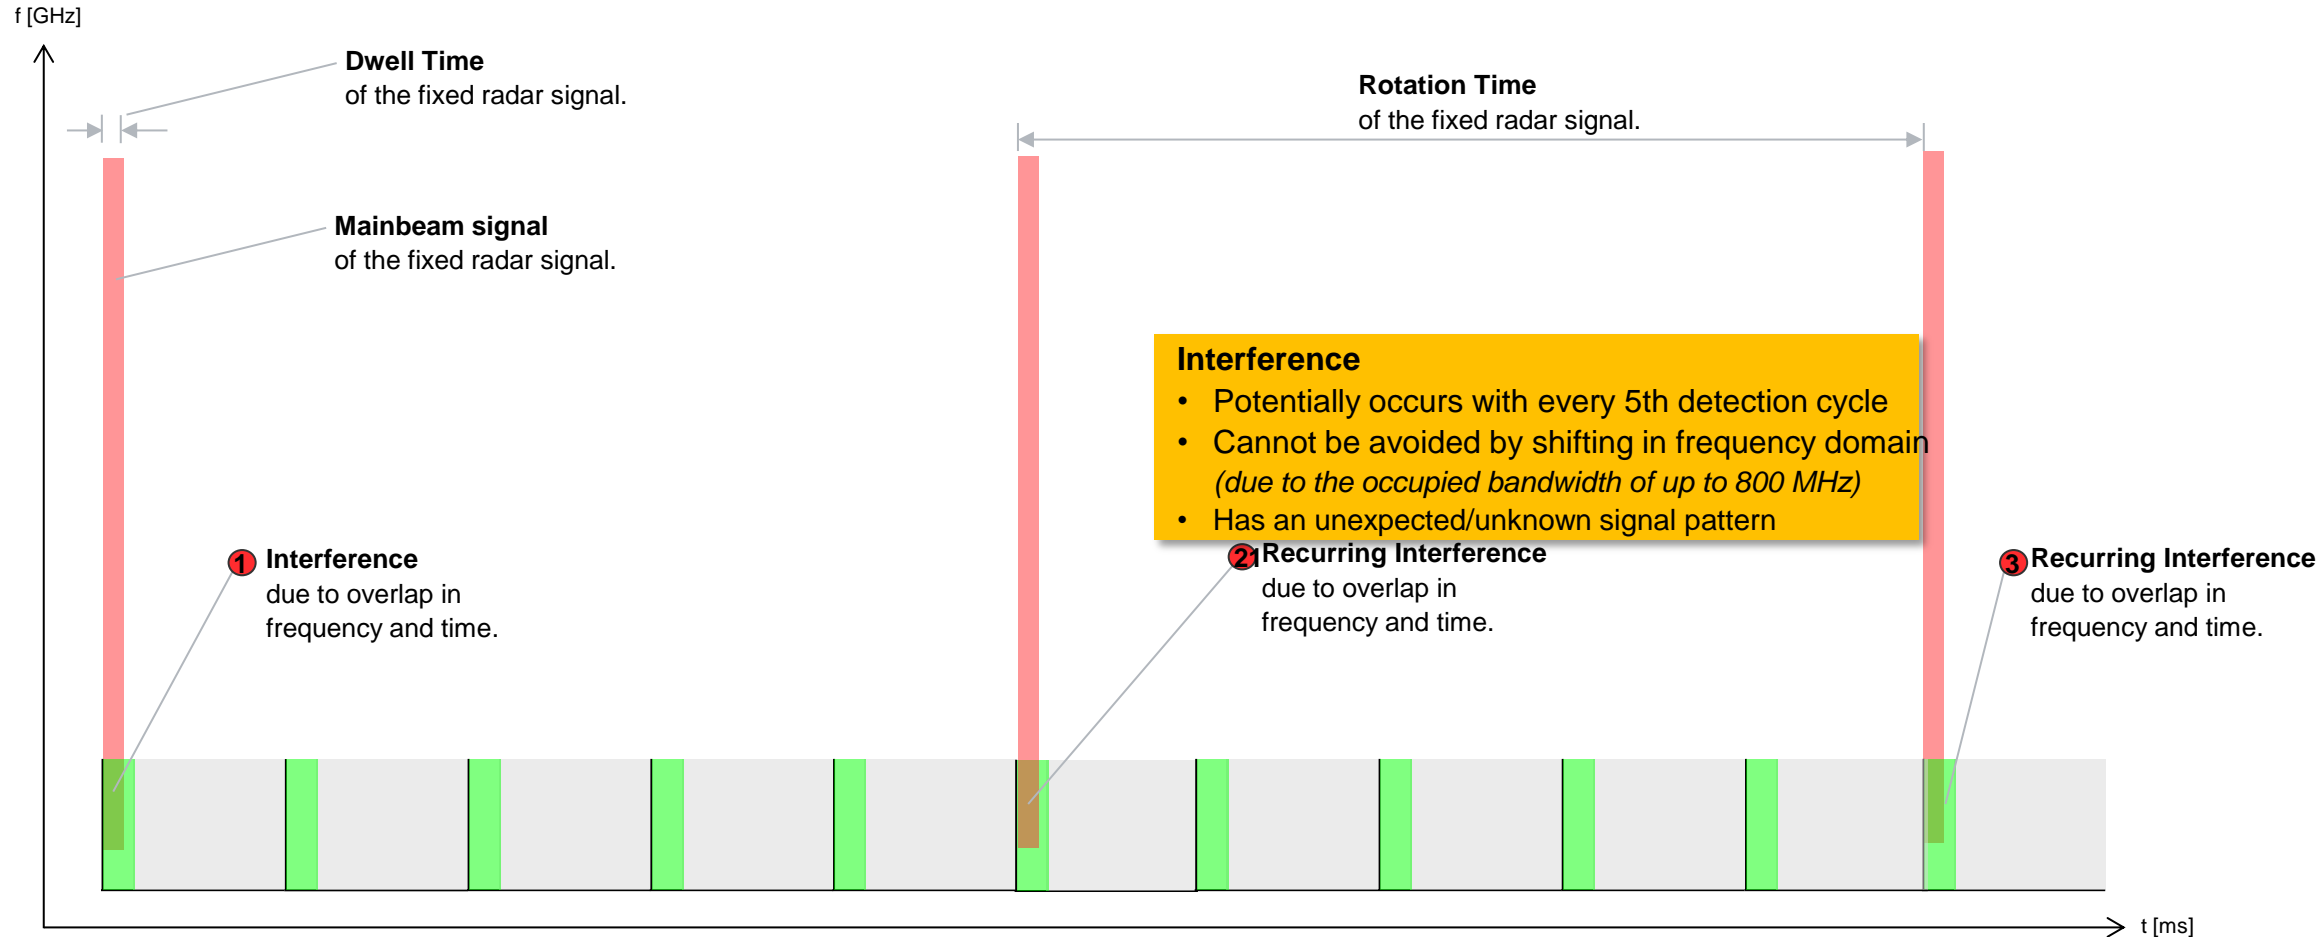 f [GHz]
Dwell Time
of the fixed radar signal.
Rotation Time
of the fixed radar signal.
Mainbeam signal
of the fixed radar signal.
Interference
• Potentially occurs with every 5th detection cycle
• Cannot be avoided by shifting in frequency domain
(due to the occupied bandwidth of up to 800 MHz)
• Has an unexpected/unknown signal pattern
1 Interference
due to overlap in
frequency and time.
21 Recurring Interference
due to overlap in
frequency and time.
3 Recurring Interference
due to overlap in
frequency and time.
t [ms]